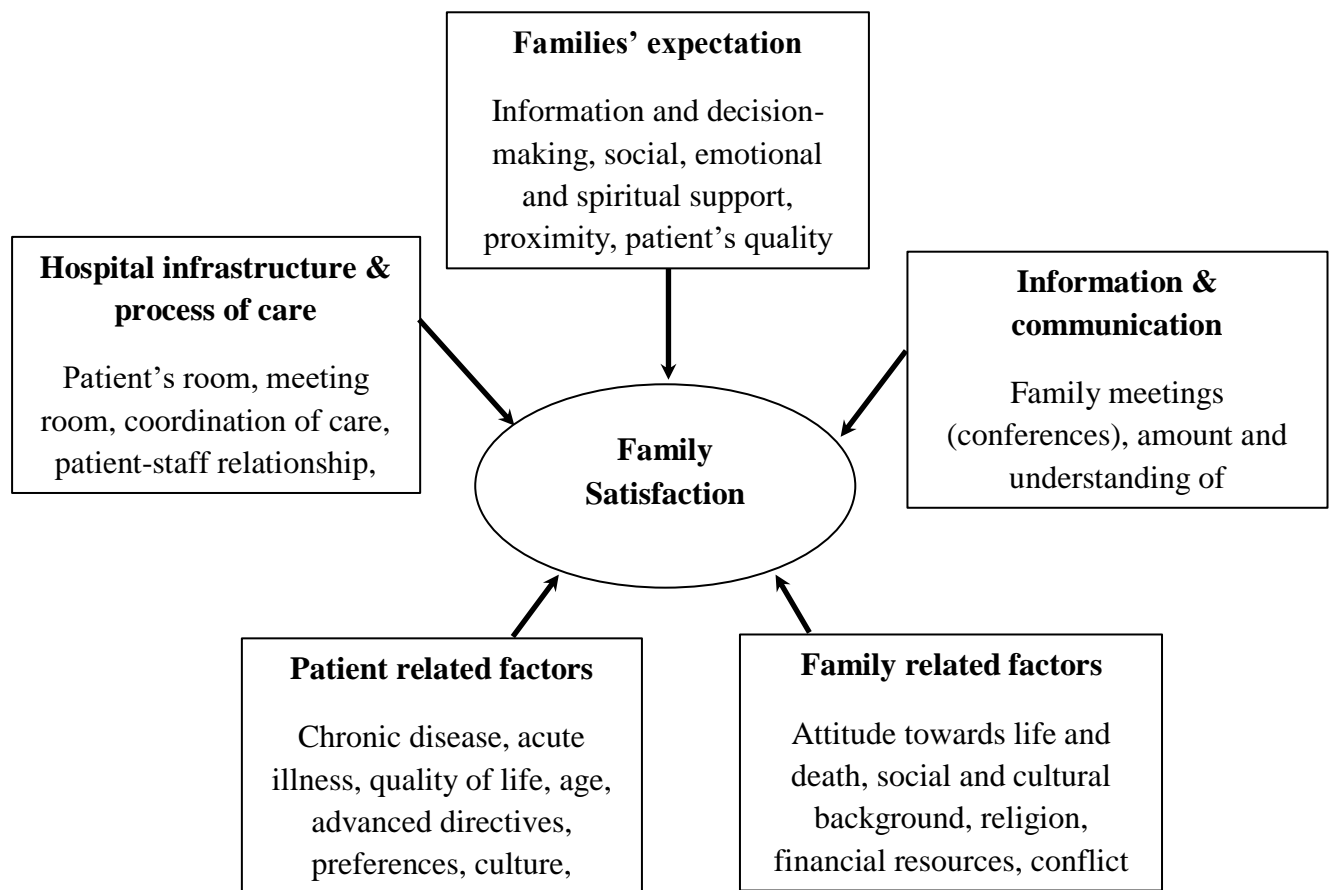 Families’ expectation
Information and decision-
making, social, emotional
and spiritual support,
proximity, patient’s quality
Hospital infrastructure &
process of care
Patient’s room, meeting
room, coordination of care,
patient-staff relationship,
Information &
communication
Family meetings
(conferences), amount and
understanding of
Family
Satisfaction
Patient related factors
Chronic disease, acute
illness, quality of life, age,
advanced directives,
preferences, culture,
Family related factors
Attitude towards life and
death, social and cultural
background, religion,
financial resources, conflict